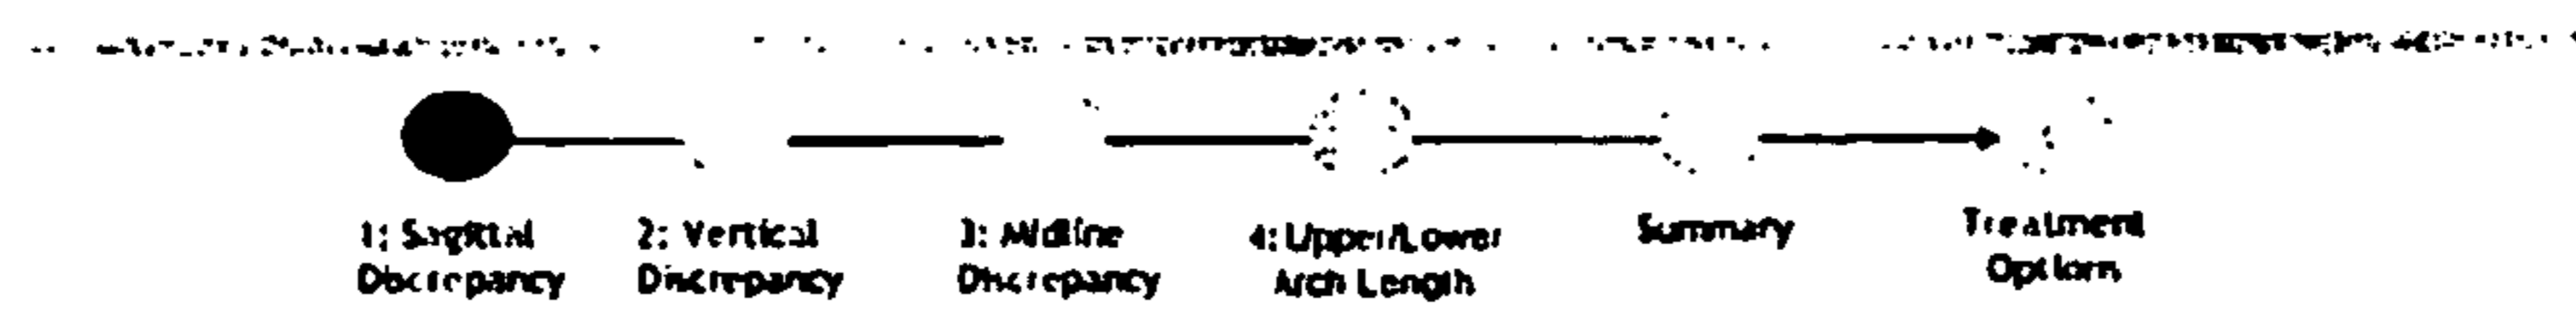 1: Sagittal
Discrepancy
2: Vertical
Discrepancy
3: Midline
Discrepancy
4: Upper/Lower
Arch Length
Summary
Treatment
Options